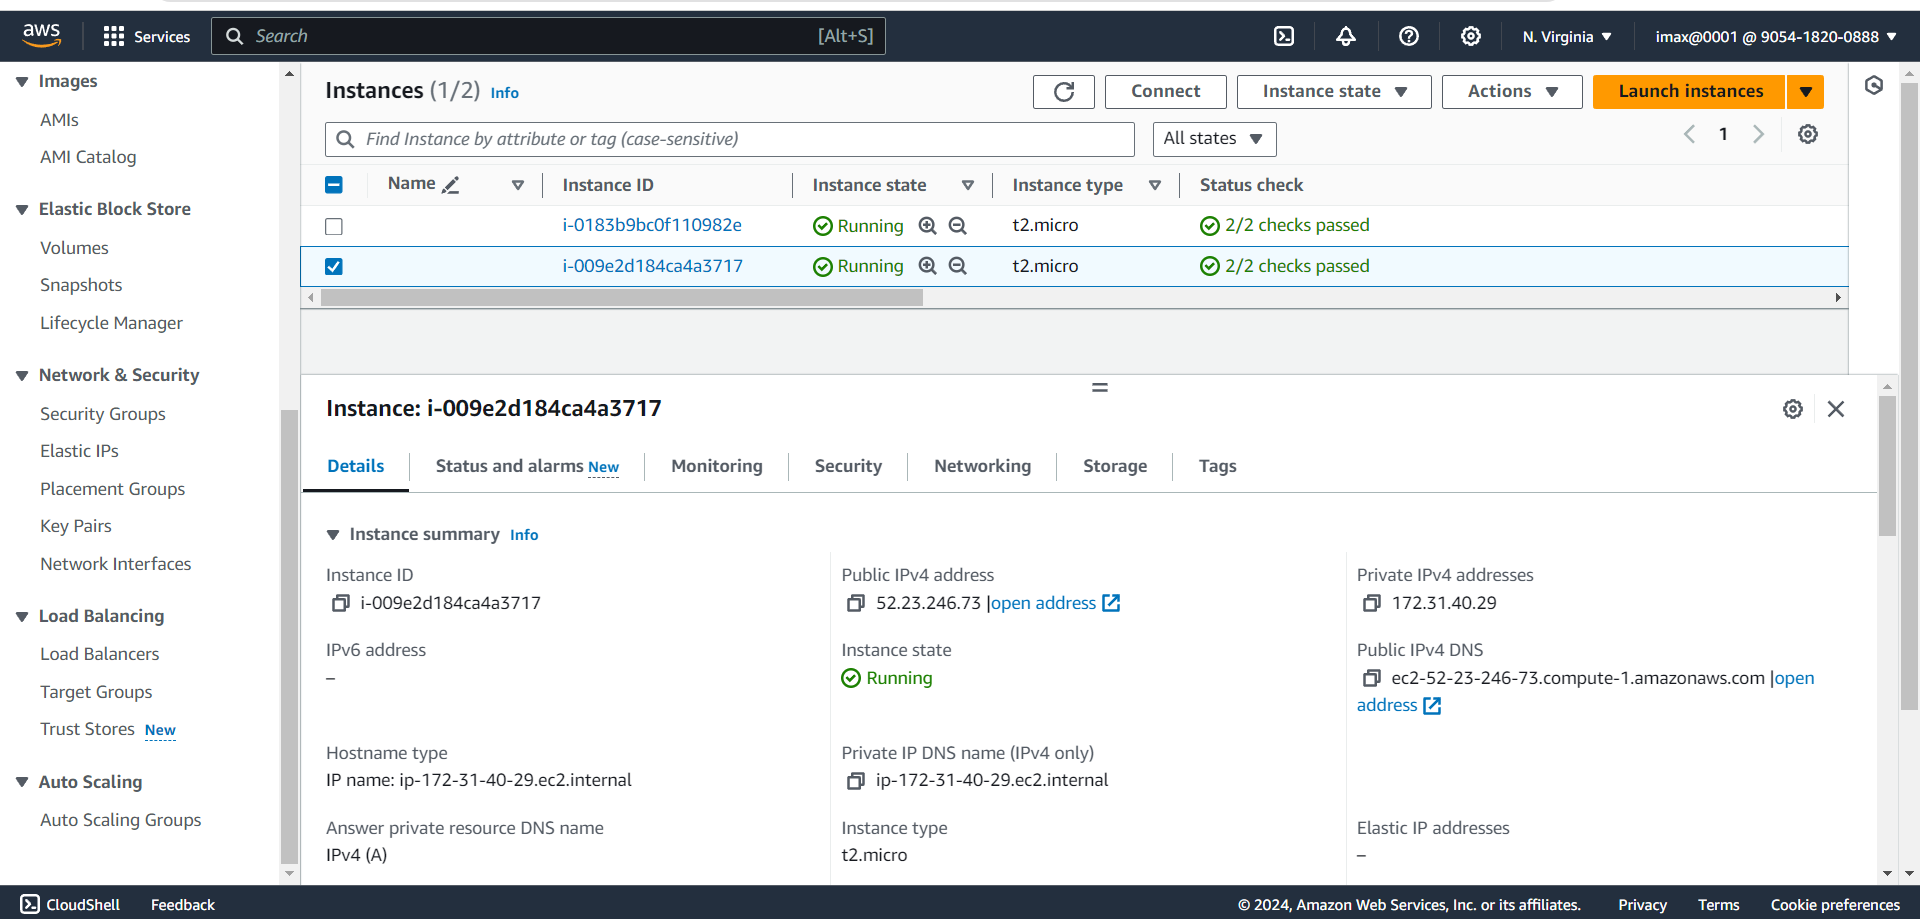 aws
Services
Search
[Alt+S]
N. Virginia
imax@0001 @ 9054-1820-0888
Images
AMIs
AMI Catalog
Elastic Block Store
Volumes
Snapshots
Lifecycle Manager
Network & Security
Security Groups
Elastic IPs
Placement Groups
Key Pairs
Network Interfaces
Load Balancing
Load Balancers
Target Groups
Trust Stores New
Auto Scaling
Auto Scaling Groups
Instances (1/2) Info
Connect
Instance state
Actions
Launch instances
Find Instance by attribute or tag (case-sensitive)
All states
1
Name Instance ID Instance state Instance type Status check
i-0183b9bc0f110982e Running t2.micro 2/2 checks passed
i-009e2d184ca4a3717 Running t2.micro 2/2 checks passed
Instance: i-009e2d184ca4a3717
Details Status and alarms New Monitoring Security Networking Storage Tags
Instance summary Info
Instance ID
i-009e2d184ca4a3717
Public IPv4 address
52.23.246.73 |open address
Private IPv4 addresses
172.31.40.29
IPv6 address
–
Instance state
Running
Public IPv4 DNS
ec2-52-23-246-73.compute-1.amazonaws.com |open
address
Hostname type
IP name: ip-172-31-40-29.ec2.internal
Private IP DNS name (IPv4 only)
ip-172-31-40-29.ec2.internal
Answer private resource DNS name
IPv4 (A)
Instance type
t2.micro
Elastic IP addresses
–
CloudShell Feedback
© 2024, Amazon Web Services, Inc. or its affiliates. Privacy Terms Cookie preferences